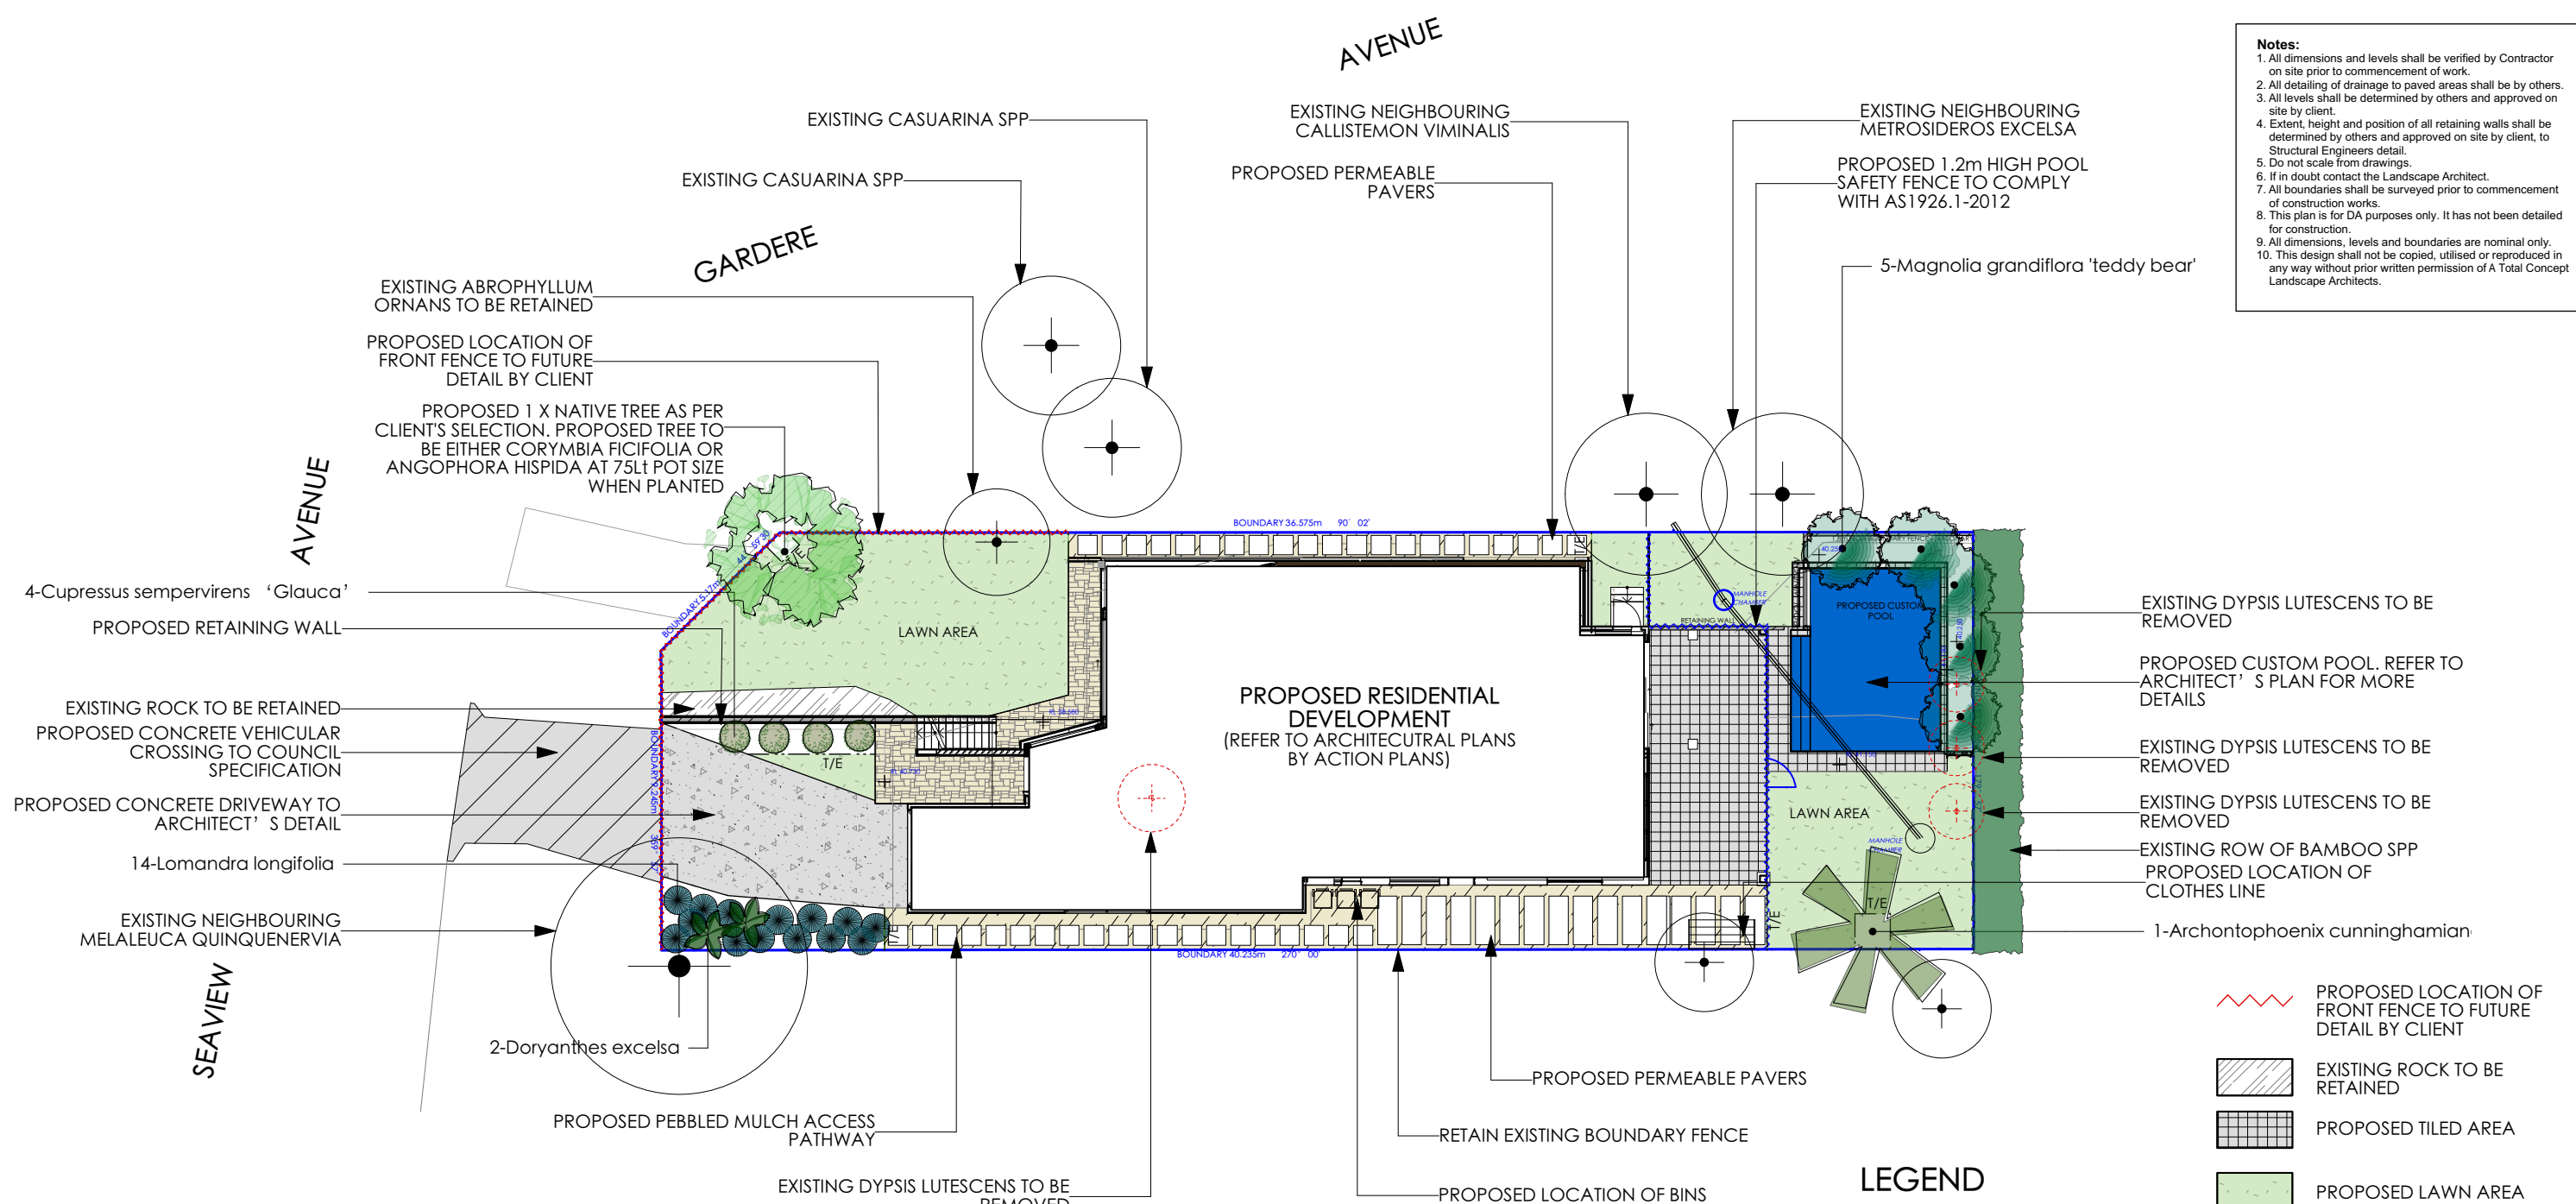 AVENUE
Notes:
1. All dimensions and levels shall be verified by Contractor
on site prior to commencement of work.
2. All detailing of drainage to paved areas shall be by others.
3. All levels shall be determined by others and approved on
site by client.
4. Extent, height and position of all retaining walls shall be
determined by others and approved on site by client, to
Structural Engineers detail.
5. Do not scale from drawings.
6. If in doubt contact the Landscape Architect.
7. All boundaries shall be surveyed prior to commencement
of construction works.
8. This plan is for DA purposes only. It has not been detailed
for construction.
9. All dimensions, levels and boundaries are nominal only.
10. This design shall not be copied, utilised or reproduced in
any way without prior written permission of A Total Concept
Landscape Architects.
EXISTING CASUARINA SPP
EXISTING CASUARINA SPP
EXISTING NEIGHBOURING
CALLISTEMON VIMINALIS
PROPOSED PERMEABLE
PAVERS
EXISTING NEIGHBOURING
METROSIDEROS EXCELSA
PROPOSED 1.2m HIGH POOL
SAFETY FENCE TO COMPLY
WITH AS1926.1-2012
5-Magnolia grandiflora 'teddy bear'
GARDERE
EXISTING ABROPHYLLUM
ORNANS TO BE RETAINED
PROPOSED LOCATION OF
FRONT FENCE TO FUTURE
DETAIL BY CLIENT
PROPOSED 1 X NATIVE TREE AS PER
CLIENT'S SELECTION. PROPOSED TREE TO
BE EITHER CORYMBIA FICIFOLIA OR
ANGOPHORA HISPIDA AT 75Lt POT SIZE
WHEN PLANTED
AVENUE
4-Cupressus sempervirens ‘Glauca’
PROPOSED RETAINING WALL
EXISTING ROCK TO BE RETAINED
PROPOSED CONCRETE VEHICULAR
CROSSING TO COUNCIL
SPECIFICATION
PROPOSED CONCRETE DRIVEWAY TO
ARCHITECT’S DETAIL
14-Lomandra longifolia
EXISTING NEIGHBOURING
MELALEUCA QUINQUENERVIA
SEAVIEW
2-Doryanthes excelsa
PROPOSED PEBBLED MULCH ACCESS
PATHWAY
EXISTING DYPSIS LUTESCENS TO BE
REMOVED
BOUNDARY 36.575m 90° 02'
BOUNDARY 5.17m
BOUNDARY 9.245m
BOUNDARY 40.235m 270° 00'
LAWN AREA
T/E
T/E
T/E
T/E
T/E
PROPOSED RESIDENTIAL
DEVELOPMENT
(REFER TO ARCHITECUTRAL PLANS
BY ACTION PLANS)
MANHOLE
CHAMBER
RETAINING WALL
PROPOSED CUSTOM
POOL
LAWN AREA
MANHOLE
CHAMBER
EXISTING DYPSIS LUTESCENS TO BE
REMOVED
PROPOSED CUSTOM POOL. REFER TO
ARCHITECT’S PLAN FOR MORE
DETAILS
EXISTING DYPSIS LUTESCENS TO BE
REMOVED
EXISTING DYPSIS LUTESCENS TO BE
REMOVED
EXISTING ROW OF BAMBOO SPP
PROPOSED LOCATION OF
CLOTHES LINE
1-Archontophoenix cunninghamian
PROPOSED PERMEABLE PAVERS
RETAIN EXISTING BOUNDARY FENCE
PROPOSED LOCATION OF BINS
LEGEND
PROPOSED LOCATION OF
FRONT FENCE TO FUTURE
DETAIL BY CLIENT
EXISTING ROCK TO BE
RETAINED
PROPOSED TILED AREA
PROPOSED LAWN AREA